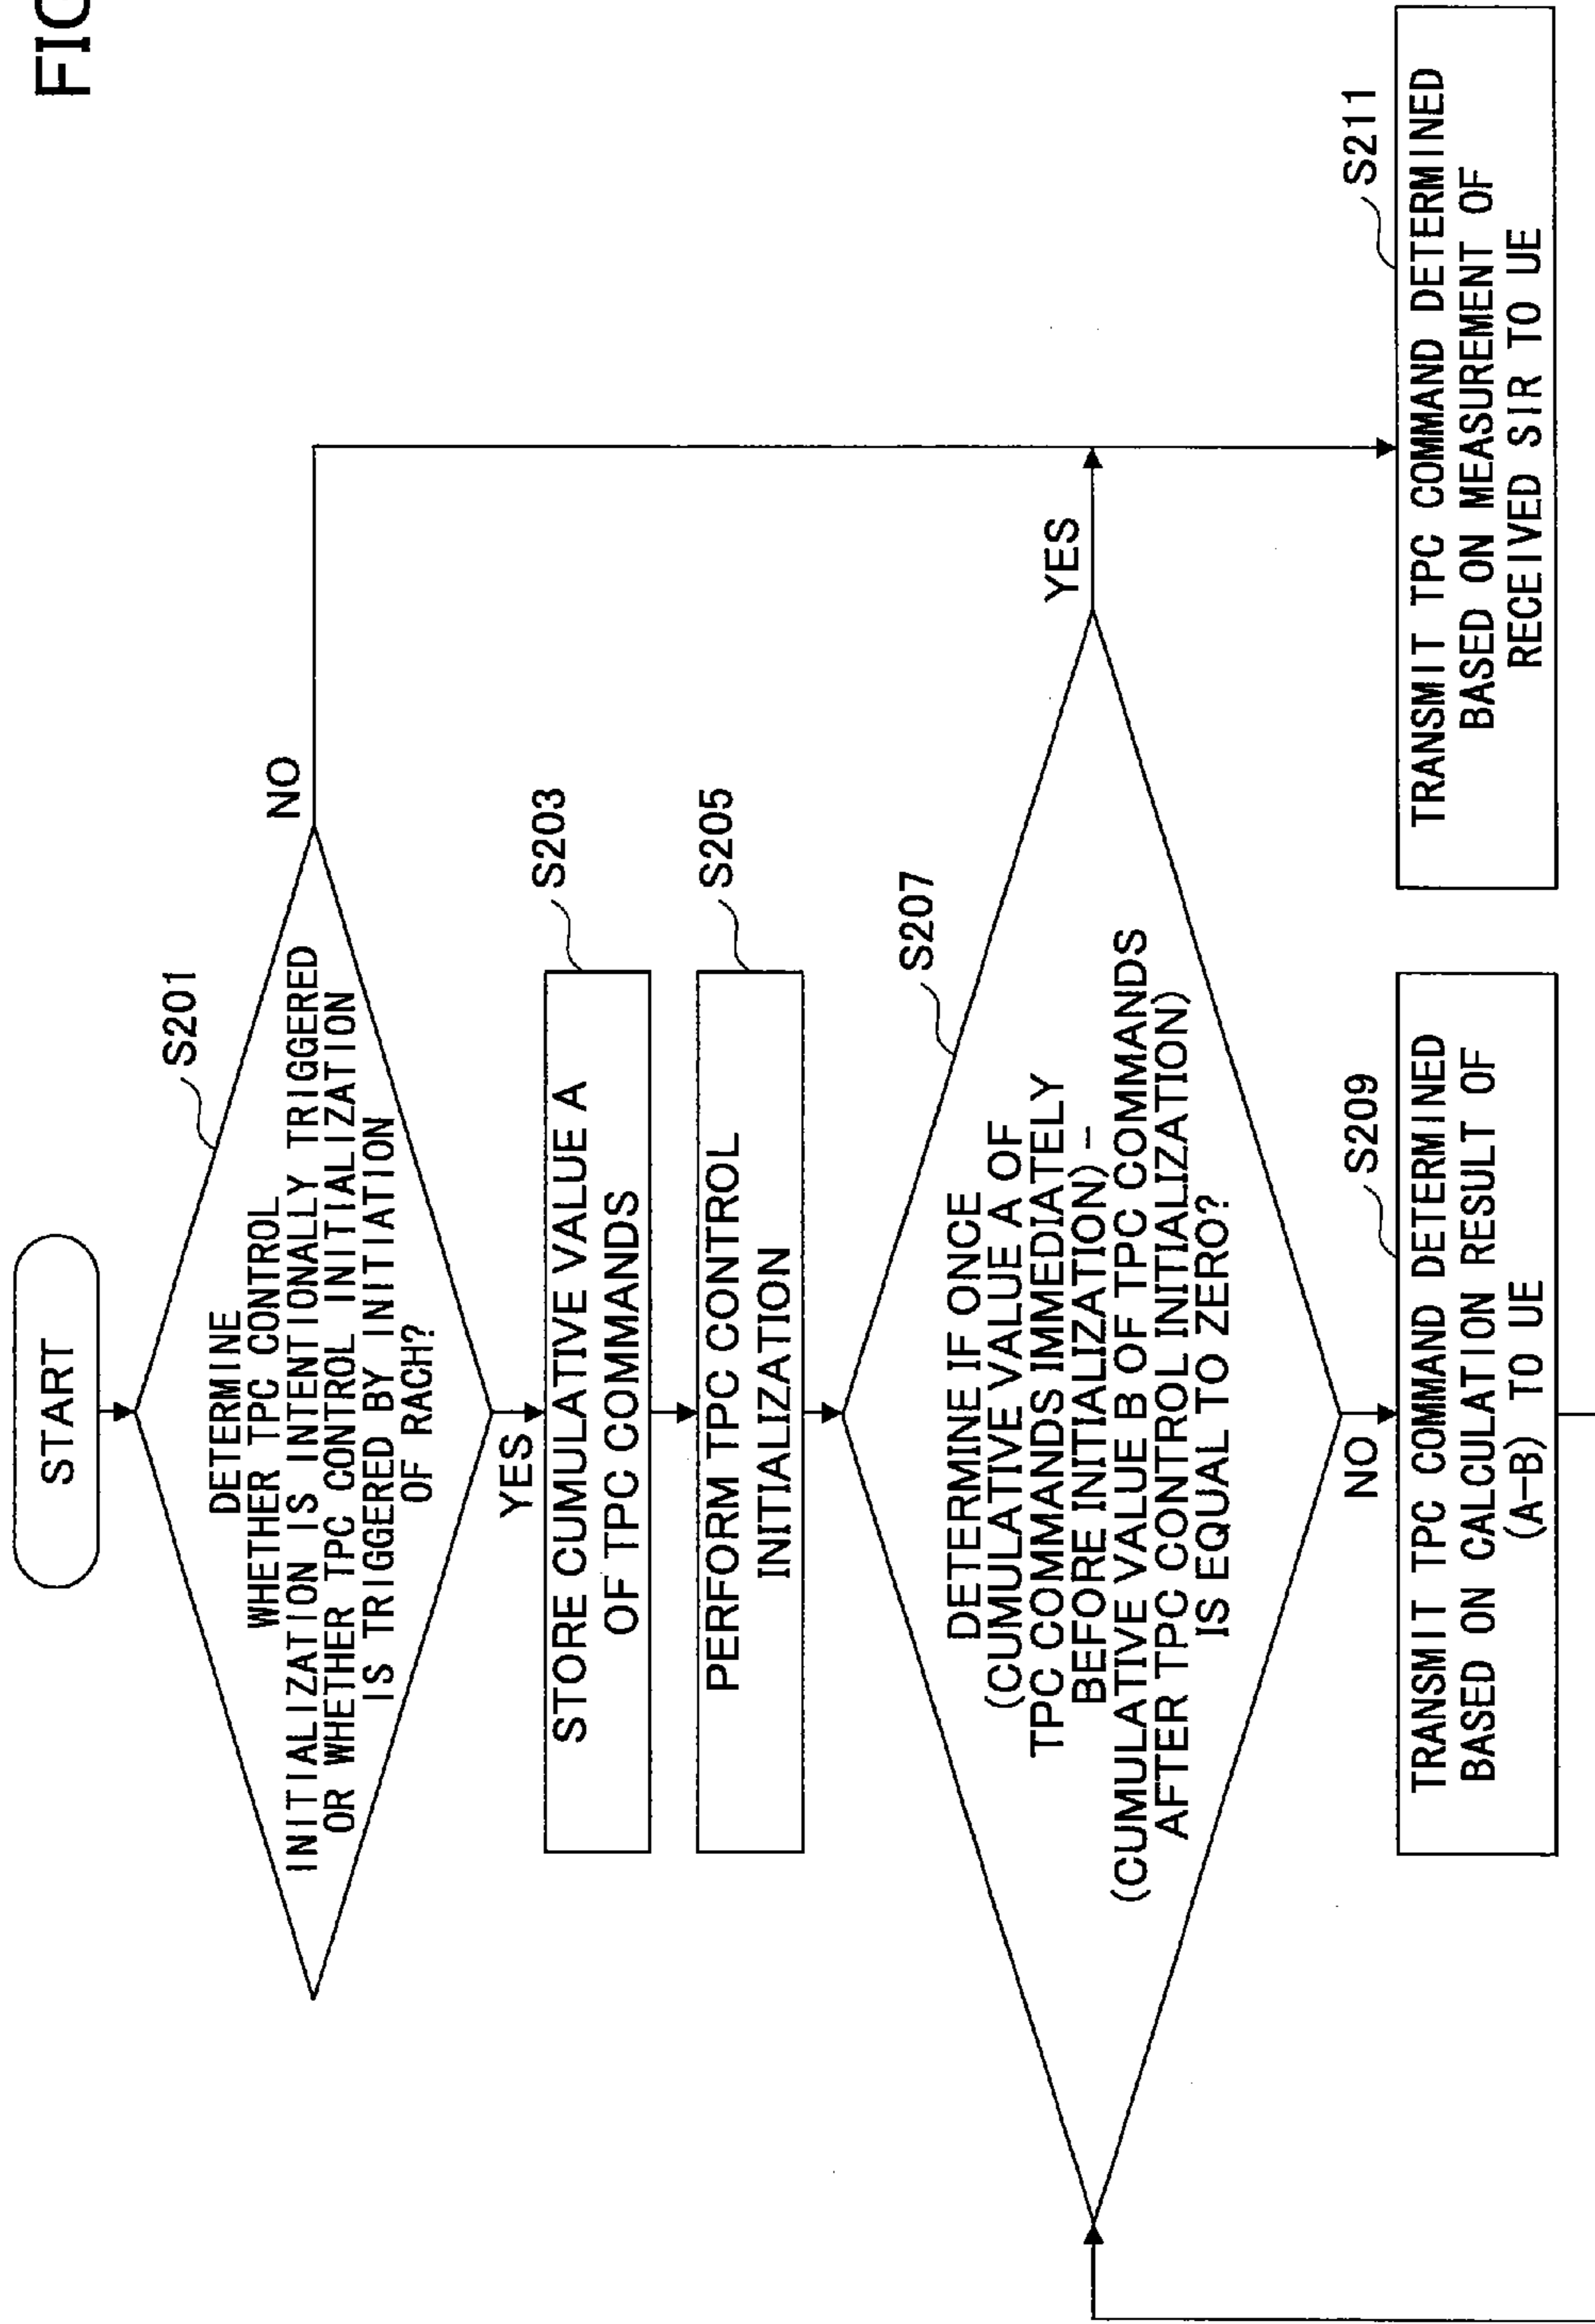 FIG
START
S201
DETERMINE
WHETHER TPC CONTROL
INITIALIZATION IS INTENTIONALLY TRIGGERED
OR WHETHER TPC CONTROL INITIALIZATION
IS TRIGGERED BY INITIATION
OF RACH?
NO
YES
S203
STORE CUMULATIVE VALUE A
OF TPC COMMANDS
S205
PERFORM TPC CONTROL
INITIALIZATION
S207
DETERMINE IF ONCE
(CUMULATIVE VALUE A OF
TPC COMMANDS IMMEDIATELY
BEFORE INITIALIZATION) -
(CUMULATIVE VALUE B OF TPC COMMANDS
AFTER TPC CONTROL INITIALIZATION)
IS EQUAL TO ZERO?
YES
NO
S209
TRANSMIT TPC COMMAND DETERMINED
BASED ON CALCULATION RESULT OF
(A-B) TO UE
S211
TRANSMIT TPC COMMAND DETERMINED
BASED ON MEASUREMENT OF
RECEIVED SIR TO UE